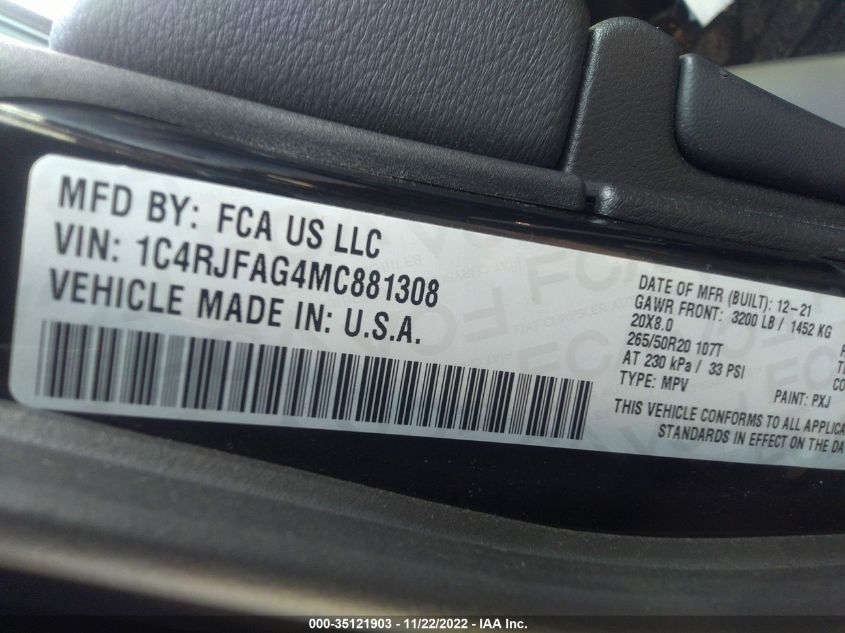 MFD BY: FCA US LLC
VIN: 1C4RJFAG4MC881308
VEHICLE MADE IN: U.S.A.
DATE OF MFR (BUILT): 12-21
GAWR FRONT: 3200 LB / 1452 KG
20X8.0
265/50R20 107T
AT 230 kPa / 33 PSI
TYPE: MPV
PAINT: PXJ
THIS VEHICLE CONFORMS TO ALL
STANDARDS IN EFFECT ON THE
000-35121903 - 11/22/2022 - © IAA Inc.